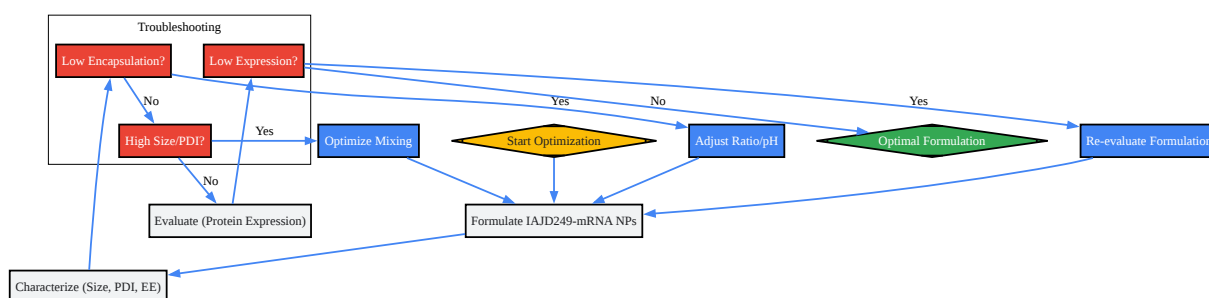 Troubleshooting
Low Encapsulation?
Low Expression?
No
Yes
No
Yes
High Size/PDI?
Yes
Optimize Mixing
Start Optimization
Adjust Ratio/pH
Optimal Formulation
Re-evaluate Formulation
No
Evaluate (Protein Expression)
Formulate IAJD249-mRNA NPs
Characterize (Size, PDI, EE)